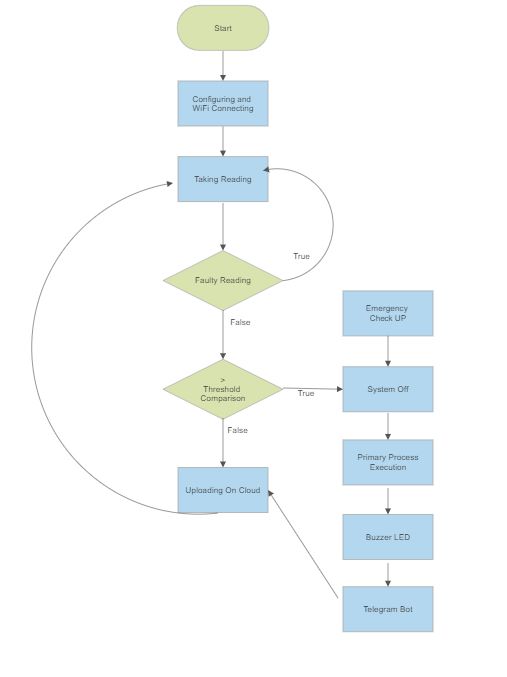 Start
Configuring and
WiFi Connecting
Taking Reading
True
Faulty Reading
False
Emergency
Check UP
>
Threshold
Comparison
True
System Off
False
Primary Process
Execution
Uploading On Cloud
Buzzer LED
Telegram Bot